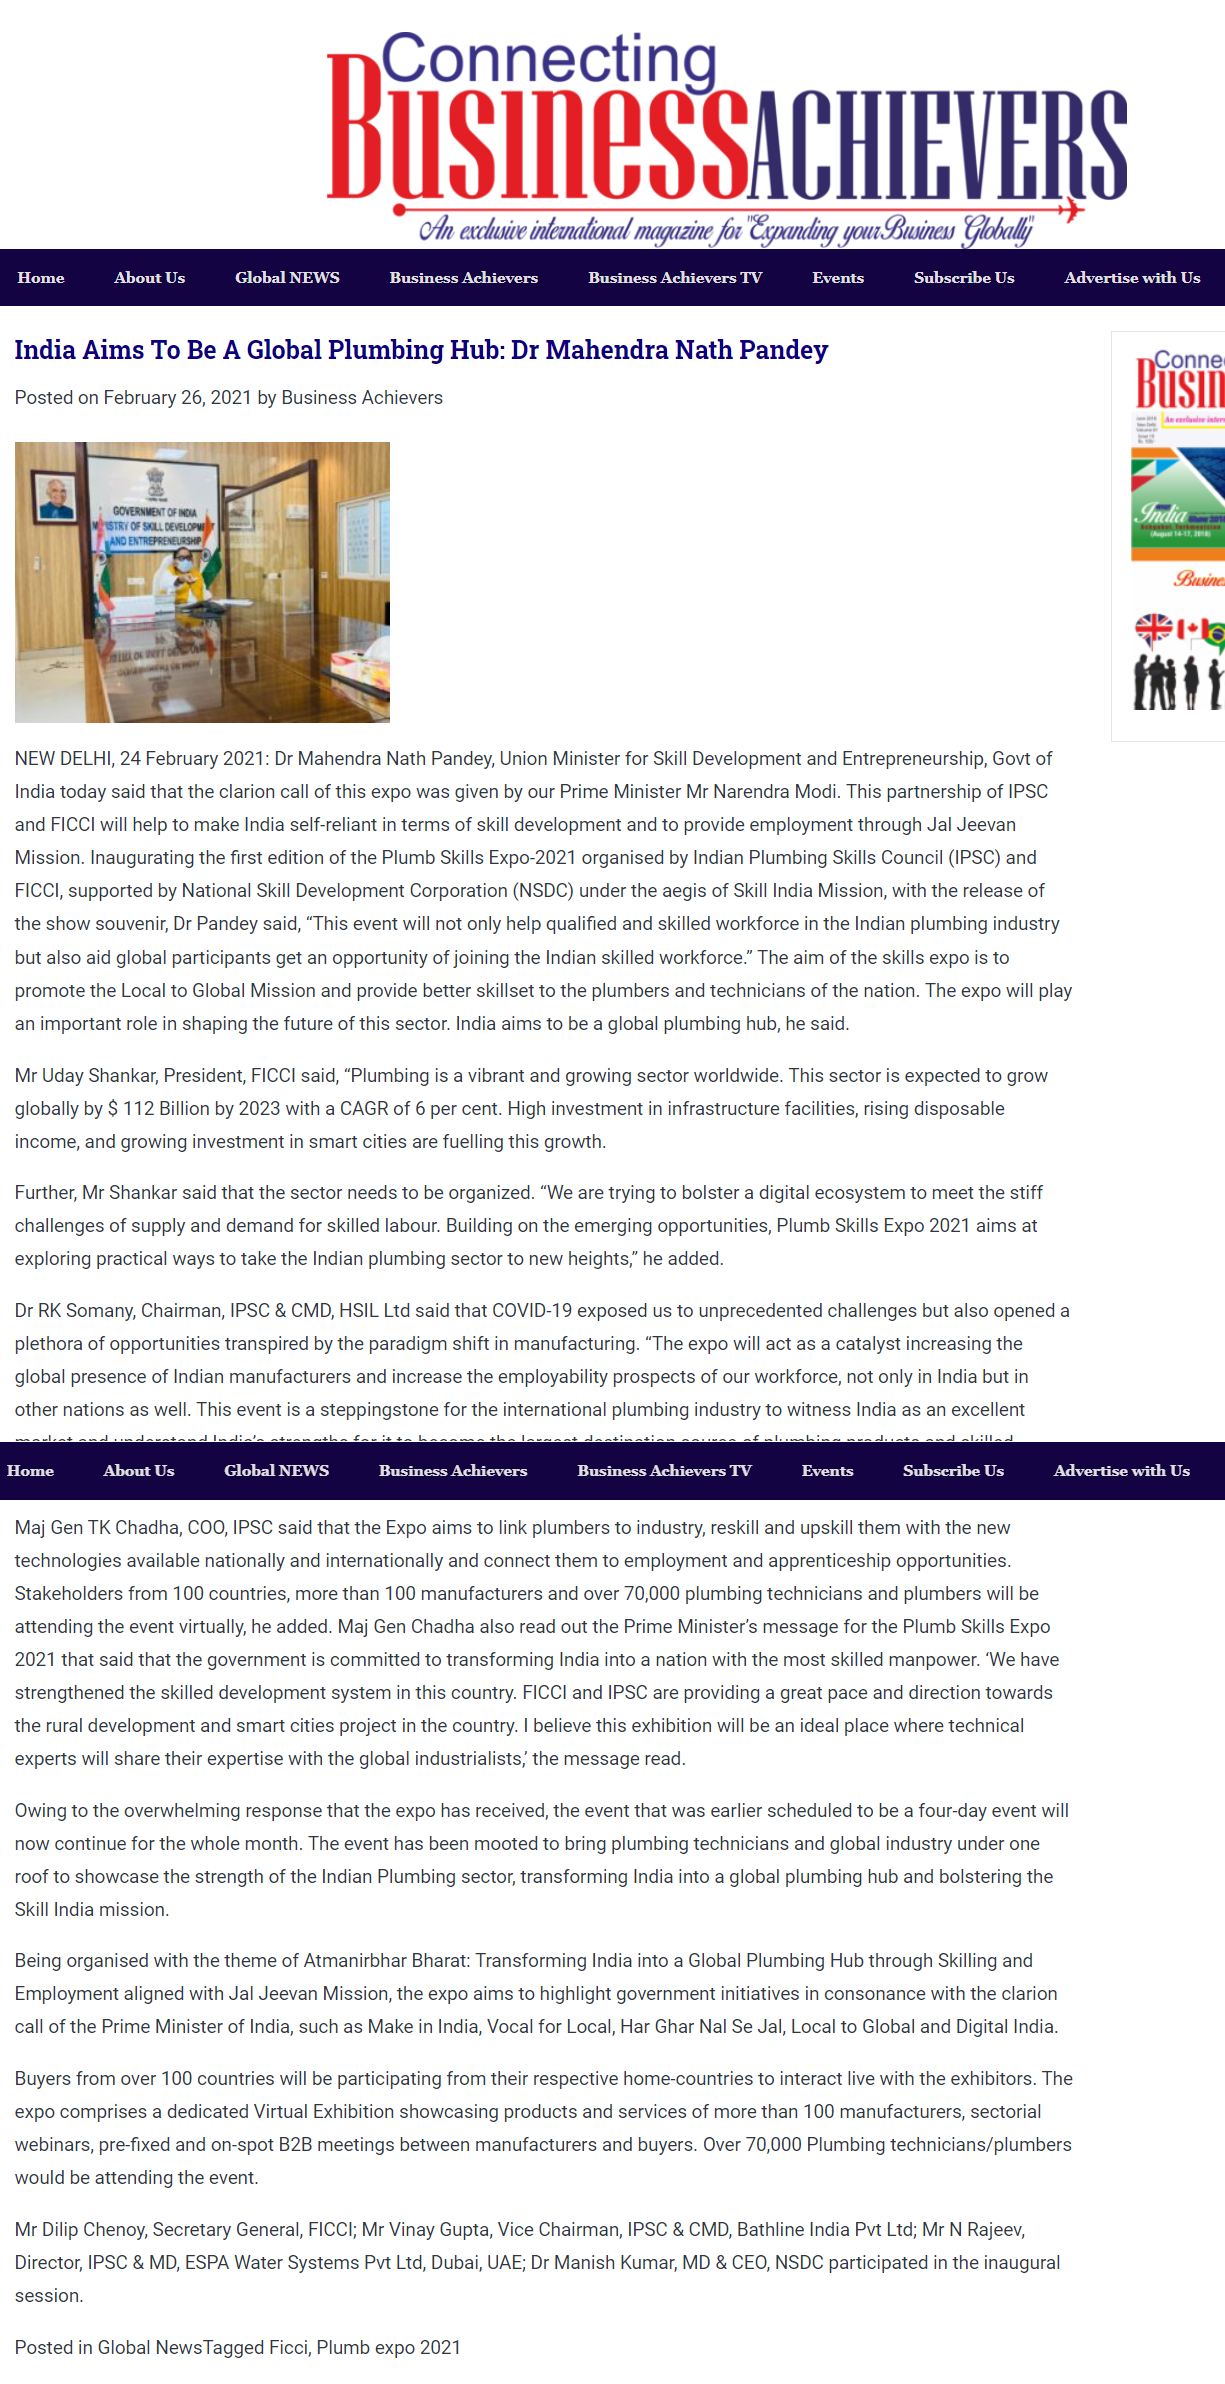 Connecting
BUSINESS ACHIEVERS
An exclusive international magazine for "Expanding your Business Globally"
Home About Us Global NEWS Business Achievers Business Achievers TV Events Subscribe Us Advertise with Us
India Aims To Be A Global Plumbing Hub: Dr Mahendra Nath Pandey
Posted on February 26, 2021 by Business Achievers
GOVERNMENT OF INDIA
MINISTRY OF SKILL DEVELOPMENT
AND ENTREPRENEURSHIP
Conne
Busin
An exclusive inter
June 2018
New Delhi
India
Show 2018
(August 14-17, 2018)
Busine
NEW DELHI, 24 February 2021: Dr Mahendra Nath Pandey, Union Minister for Skill Development and Entrepreneurship, Govt of
India today said that the clarion call of this expo was given by our Prime Minister Mr Narendra Modi. This partnership of IPSC
and FICCI will help to make India self-reliant in terms of skill development and to provide employment through Jal Jeevan
Mission. Inaugurating the first edition of the Plumb Skills Expo-2021 organised by Indian Plumbing Skills Council (IPSC) and
FICCI, supported by National Skill Development Corporation (NSDC) under the aegis of Skill India Mission, with the release of
the show souvenir, Dr Pandey said, “This event will not only help qualified and skilled workforce in the Indian plumbing industry
but also aid global participants get an opportunity of joining the Indian skilled workforce.” The aim of the skills expo is to
promote the Local to Global Mission and provide better skillset to the plumbers and technicians of the nation. The expo will play
an important role in shaping the future of this sector. India aims to be a global plumbing hub, he said.
Mr Uday Shankar, President, FICCI said, “Plumbing is a vibrant and growing sector worldwide. This sector is expected to grow
globally by $ 112 Billion by 2023 with a CAGR of 6 per cent. High investment in infrastructure facilities, rising disposable
income, and growing investment in smart cities are fuelling this growth.
Further, Mr Shankar said that the sector needs to be organized. “We are trying to bolster a digital ecosystem to meet the stiff
challenges of supply and demand for skilled labour. Building on the emerging opportunities, Plumb Skills Expo 2021 aims at
exploring practical ways to take the Indian plumbing sector to new heights,” he added.
Dr RK Somany, Chairman, IPSC & CMD, HSIL Ltd said that COVID-19 exposed us to unprecedented challenges but also opened a
plethora of opportunities transpired by the paradigm shift in manufacturing. “The expo will act as a catalyst increasing the
global presence of Indian manufacturers and increase the employability prospects of our workforce, not only in India but in
other nations as well. This event is a steppingstone for the international plumbing industry to witness India as an excellent
market and understand India’s strengths for it to become the largest destination source of plumbing products and skilled
Home About Us Global NEWS Business Achievers Business Achievers TV Events Subscribe Us Advertise with Us
Maj Gen TK Chadha, COO, IPSC said that the Expo aims to link plumbers to industry, reskill and upskill them with the new
technologies available nationally and internationally and connect them to employment and apprenticeship opportunities.
Stakeholders from 100 countries, more than 100 manufacturers and over 70,000 plumbing technicians and plumbers will be
attending the event virtually, he added. Maj Gen Chadha also read out the Prime Minister’s message for the Plumb Skills Expo
2021 that said that the government is committed to transforming India into a nation with the most skilled manpower. ‘We have
strengthened the skilled development system in this country. FICCI and IPSC are providing a great pace and direction towards
the rural development and smart cities project in the country. I believe this exhibition will be an ideal place where technical
experts will share their expertise with the global industrialists,’ the message read.
Owing to the overwhelming response that the expo has received, the event that was earlier scheduled to be a four-day event will
now continue for the whole month. The event has been mooted to bring plumbing technicians and global industry under one
roof to showcase the strength of the Indian Plumbing sector, transforming India into a global plumbing hub and bolstering the
Skill India mission.
Being organised with the theme of Atmanirbhar Bharat: Transforming India into a Global Plumbing Hub through Skilling and
Employment aligned with Jal Jeevan Mission, the expo aims to highlight government initiatives in consonance with the clarion
call of the Prime Minister of India, such as Make in India, Vocal for Local, Har Ghar Nal Se Jal, Local to Global and Digital India.
Buyers from over 100 countries will be participating from their respective home-countries to interact live with the exhibitors. The
expo comprises a dedicated Virtual Exhibition showcasing products and services of more than 100 manufacturers, sectorial
webinars, pre-fixed and on-spot B2B meetings between manufacturers and buyers. Over 70,000 Plumbing technicians/plumbers
would be attending the event.
Mr Dilip Chenoy, Secretary General, FICCI; Mr Vinay Gupta, Vice Chairman, IPSC & CMD, Bathline India Pvt Ltd; Mr N Rajeev,
Director, IPSC & MD, ESPA Water Systems Pvt Ltd, Dubai, UAE; Dr Manish Kumar, MD & CEO, NSDC participated in the inaugural
session.
Posted in Global NewsTagged Ficci, Plumb expo 2021